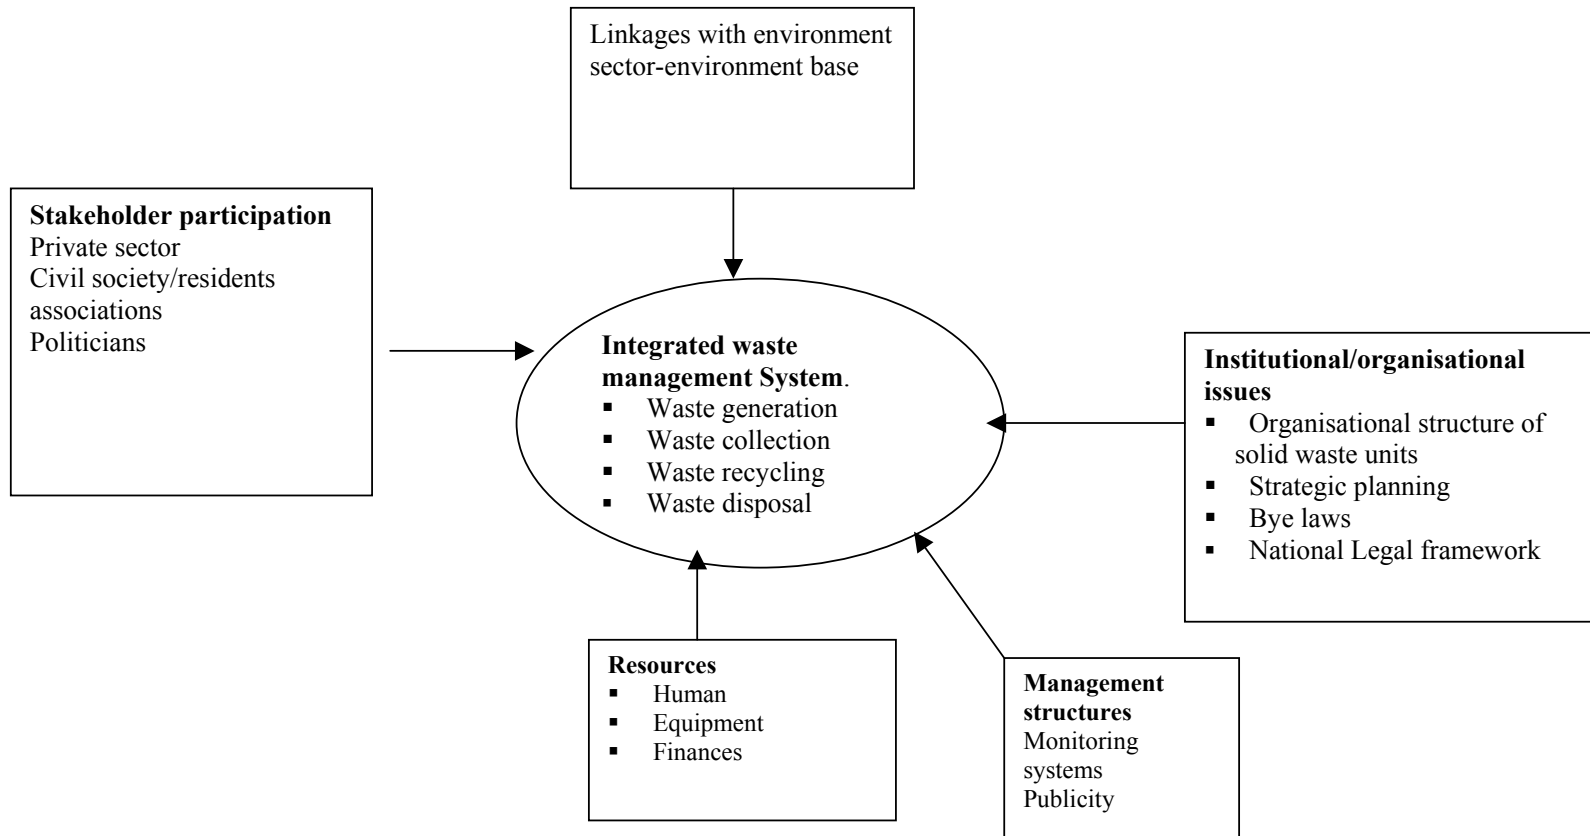 Linkages with environment
sector-environment base
Stakeholder participation
Private sector
Civil society/residents
associations
Politicians
Integrated waste
management System.
▪ Waste generation
▪ Waste collection
▪ Waste recycling
▪ Waste disposal
Institutional/organisational
issues
▪ Organisational structure of
solid waste units
▪ Strategic planning
▪ Bye laws
▪ National Legal framework
Resources
▪ Human
▪ Equipment
▪ Finances
Management
structures
Monitoring
systems
Publicity